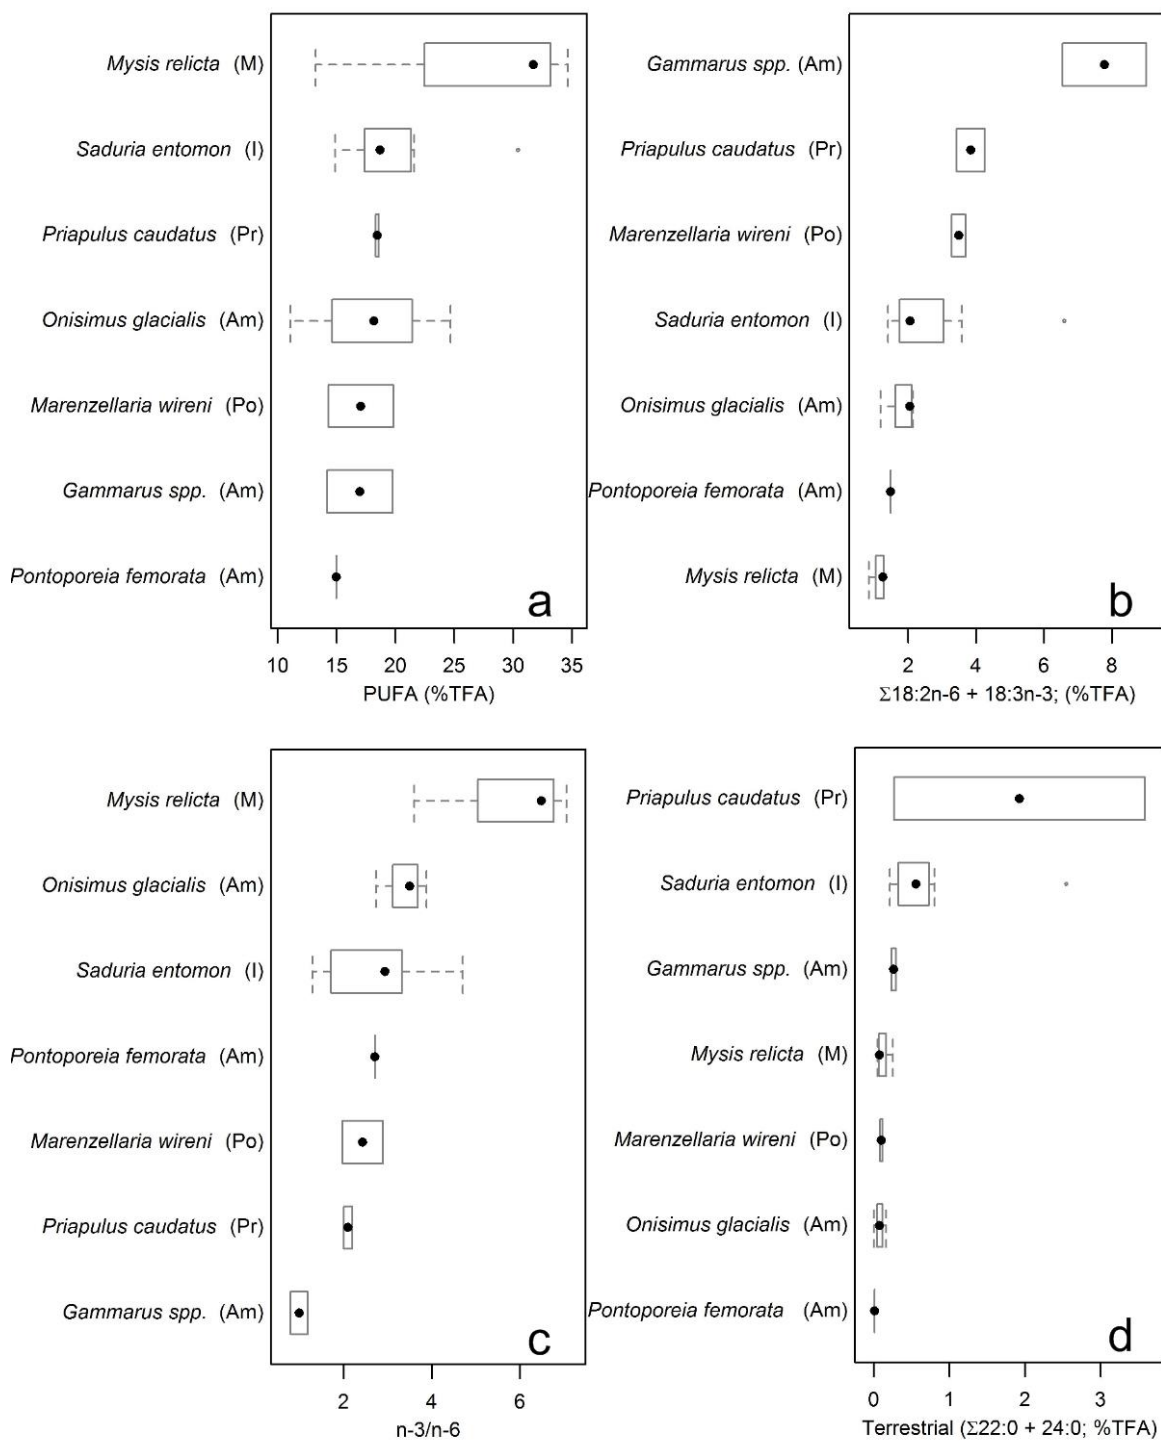 Mysis relicta (M)
Saduria entomon (I)
Priapulus caudatus (Pr)
Onisimus glacialis (Am)
Marenzellaria wireni (Po)
Gammarus spp. (Am)
Pontoporeia femorata (Am)
a
10 15 20 25 30 35
PUFA (%TFA)
Gammarus spp. (Am)
Priapulus caudatus (Pr)
Marenzellaria wireni (Po)
Saduria entomon (I)
Onisimus glacialis (Am)
Pontoporeia femorata (Am)
Mysis relicta (M)
b
2 4 6 8
Σ18:2n-6 + 18:3n-3; (%TFA)
Mysis relicta (M)
Onisimus glacialis (Am)
Saduria entomon (I)
Pontoporeia femorata (Am)
Marenzellaria wireni (Po)
Priapulus caudatus (Pr)
Gammarus spp. (Am)
c
2 4 6
n-3/n-6
Priapulus caudatus (Pr)
Saduria entomon (I)
Gammarus spp. (Am)
Mysis relicta (M)
Marenzellaria wireni (Po)
Onisimus glacialis (Am)
Pontoporeia femorata (Am)
d
0 1 2 3
Terrestrial (Σ22:0 + 24:0; %TFA)